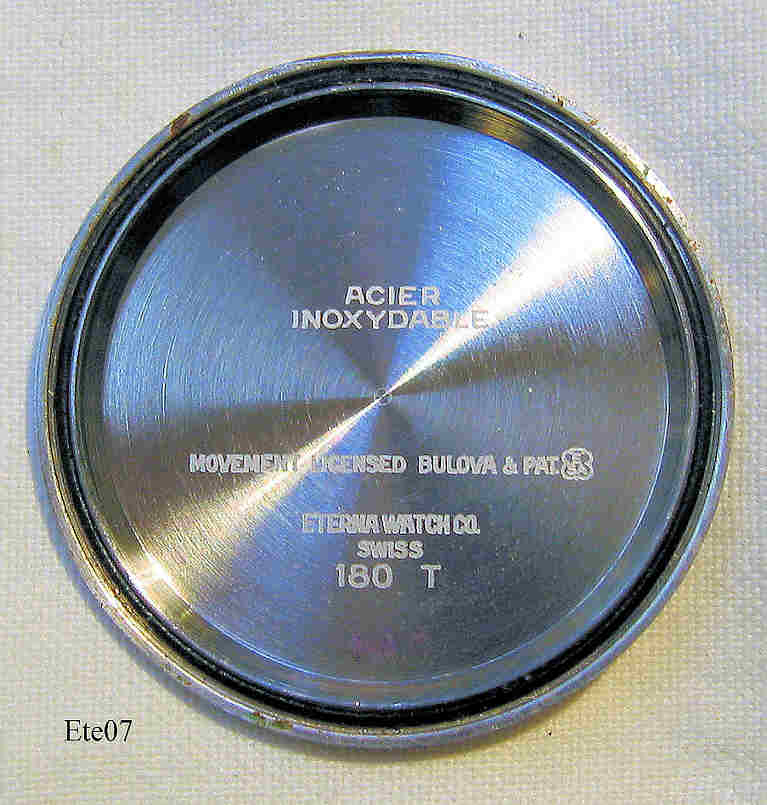 ACIER
INOXYDABLE
MOVEMENT LICENSED BULOVA & PAT.
ETERNA WATCH CO.
SWISS
180 T
Ete07